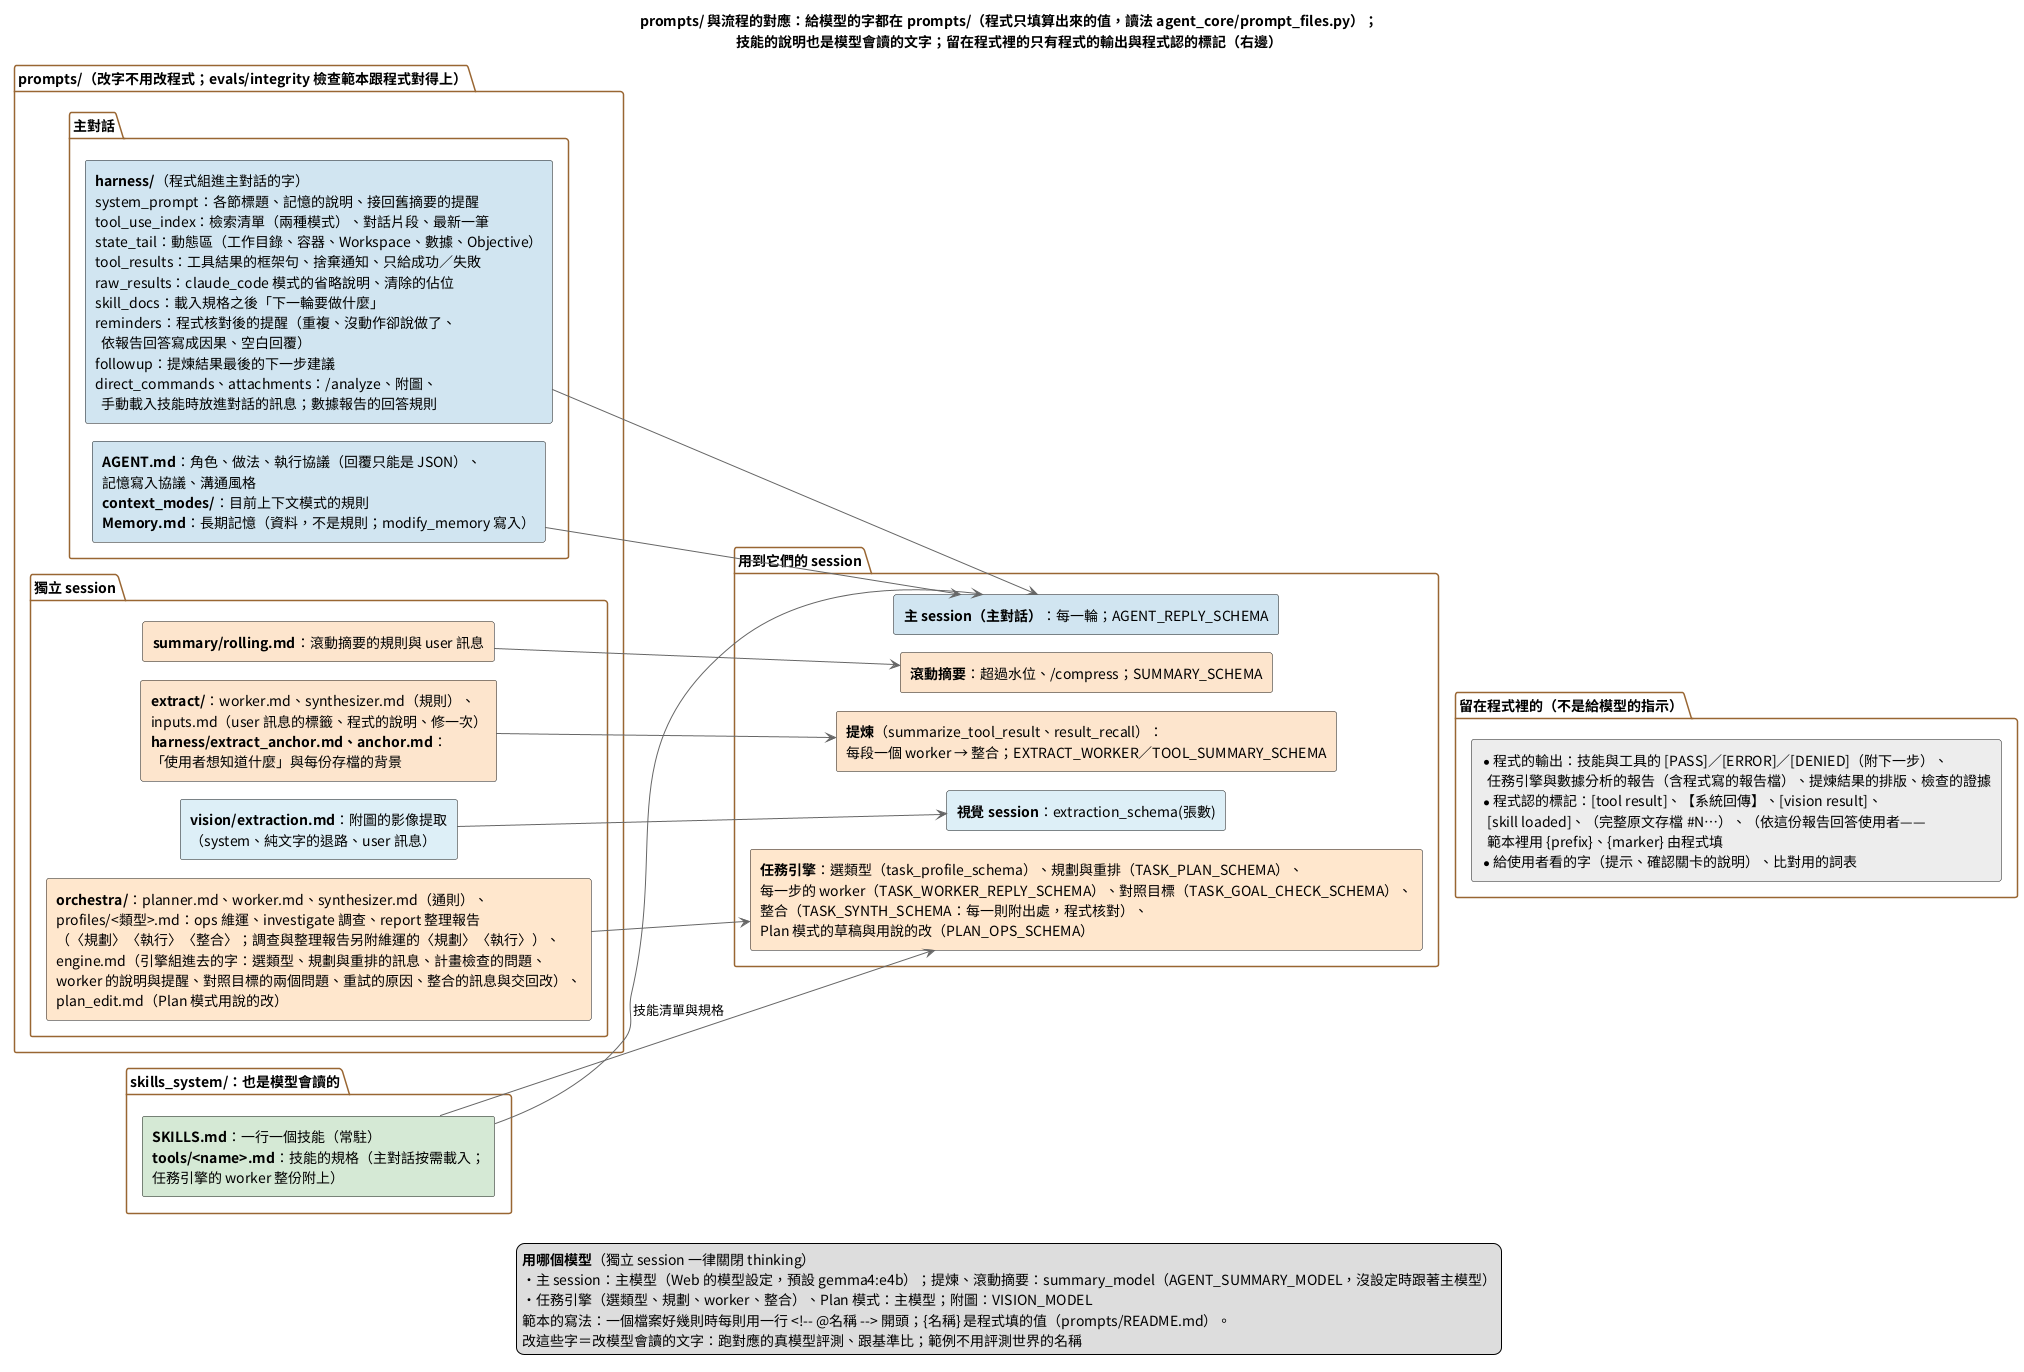 prompts/ 與流程的對應：給模型的字都在 prompts/（程式只填算出來的值，讀法 agent_core/prompt_files.py）；
技能的說明也是模型會讀的文字；留在程式裡的只有程式的輸出與程式認的標記（右邊）
prompts/（改字不用改程式；evals/integrity 檢查範本跟程式對得上）
主對話
harness/（程式組進主對話的字）
system_prompt：各節標題、記憶的說明、接回舊摘要的提醒
tool_use_index：檢索清單（兩種模式）、對話片段、最新一筆
state_tail：動態區（工作目錄、容器、Workspace、數據、Objective）
tool_results：工具結果的框架句、捨棄通知、只給成功／失敗
raw_results：claude_code 模式的省略說明、清除的佔位
skill_docs：載入規格之後「下一輪要做什麼」
reminders：程式核對後的提醒（重複、沒動作卻說做了、
依報告回答寫成因果、空白回覆）
followup：提煉結果最後的下一步建議
direct_commands、attachments：/analyze、附圖、
手動載入技能時放進對話的訊息；數據報告的回答規則
AGENT.md：角色、做法、執行協議（回覆只能是 JSON）、
記憶寫入協議、溝通風格
context_modes/：目前上下文模式的規則
Memory.md：長期記憶（資料，不是規則；modify_memory 寫入）
獨立 session
summary/rolling.md：滾動摘要的規則與 user 訊息
extract/：worker.md、synthesizer.md（規則）、
inputs.md（user 訊息的標籤、程式的說明、修一次）
harness/extract_anchor.md、anchor.md：
「使用者想知道什麼」與每份存檔的背景
vision/extraction.md：附圖的影像提取
（system、純文字的退路、user 訊息）
orchestra/：planner.md、worker.md、synthesizer.md（通則）、
profiles/<類型>.md：ops 維運、investigate 調查、report 整理報告
（〈規劃〉〈執行〉〈整合〉；調查與整理報告另附維運的〈規劃〉〈執行〉）、
engine.md（引擎組進去的字：選類型、規劃與重排的訊息、計畫檢查的問題、
worker 的說明與提醒、對照目標的兩個問題、重試的原因、整合的訊息與交回改）、
plan_edit.md（Plan 模式用說的改）
用到它們的 session
主 session（主對話）：每一輪；AGENT_REPLY_SCHEMA
滾動摘要：超過水位、/compress；SUMMARY_SCHEMA
提煉（summarize_tool_result、result_recall）：
每段一個 worker → 整合；EXTRACT_WORKER／TOOL_SUMMARY_SCHEMA
視覺 session：extraction_schema(張數)
任務引擎：選類型（task_profile_schema）、規劃與重排（TASK_PLAN_SCHEMA）、
每一步的 worker（TASK_WORKER_REPLY_SCHEMA）、對照目標（TASK_GOAL_CHECK_SCHEMA）、
整合（TASK_SYNTH_SCHEMA：每一則附出處，程式核對）、
Plan 模式的草稿與用說的改（PLAN_OPS_SCHEMA）
留在程式裡的（不是給模型的指示）
• 程式的輸出：技能與工具的 [PASS]／[ERROR]／[DENIED]（附下一步）、
任務引擎與數據分析的報告（含程式寫的報告檔）、提煉結果的排版、檢查的證據
• 程式認的標記：[tool result]、【系統回傳】、[vision result]、
[skill loaded]、（完整原文存檔 #N…）、（依這份報告回答使用者——
範本裡用 {prefix}、{marker} 由程式填
• 給使用者看的字（提示、確認關卡的說明）、比對用的詞表
技能清單與規格
skills_system/：也是模型會讀的
SKILLS.md：一行一個技能（常駐）
tools/<name>.md：技能的規格（主對話按需載入；
任務引擎的 worker 整份附上）
用哪個模型（獨立 session 一律關閉 thinking）
・主 session：主模型（Web 的模型設定，預設 gemma4:e4b）；提煉、滾動摘要：summary_model（AGENT_SUMMARY_MODEL，沒設定時跟著主模型）
・任務引擎（選類型、規劃、worker、整合）、Plan 模式：主模型；附圖：VISION_MODEL
範本的寫法：一個檔案好幾則時每則用一行 <!-- @名稱 --> 開頭；{名稱} 是程式填的值（prompts/README.md）。
改這些字＝改模型會讀的文字：跑對應的真模型評測、跟基準比；範例不用評測世界的名稱